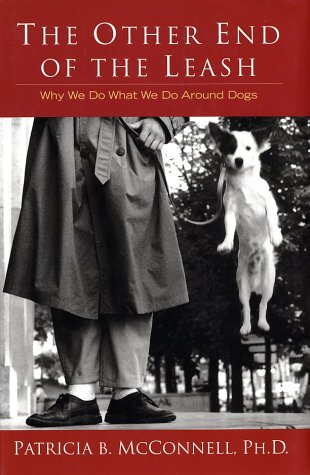 THE OTHER END
OF THE LEASH
Why We Do What We Do Around Dogs
PATRICIA B. MCCONNELL, PH.D.